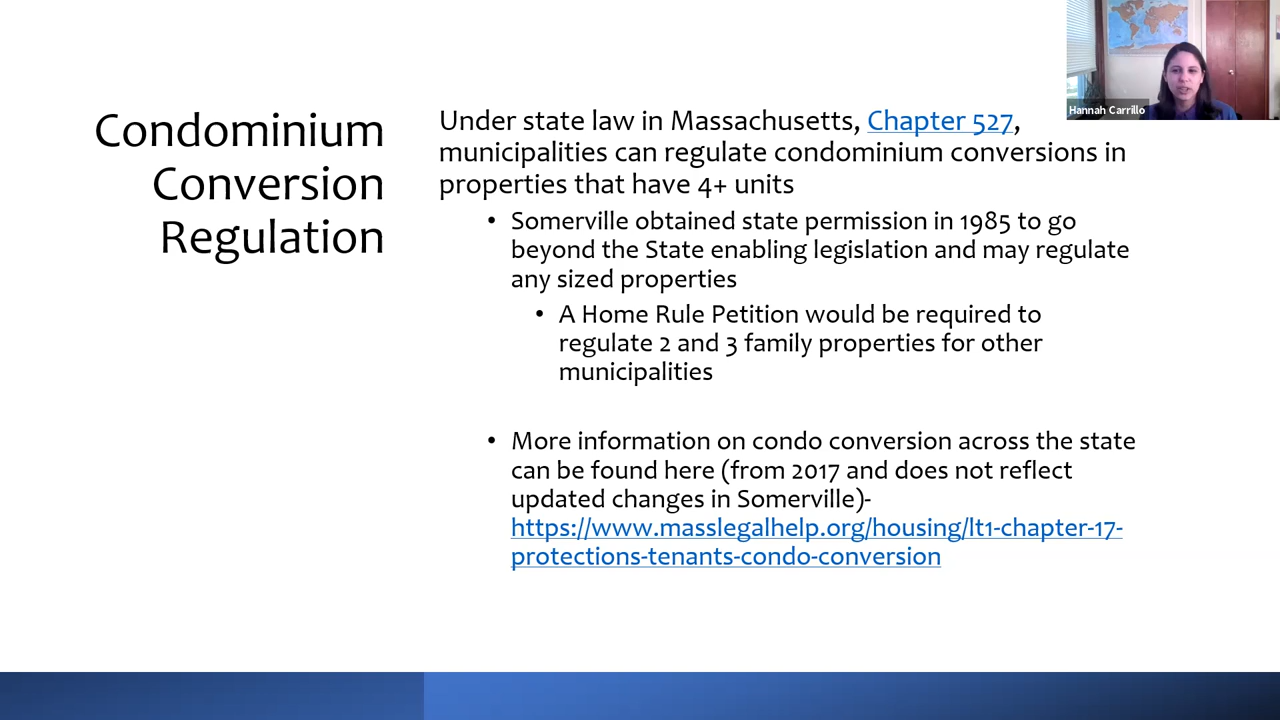 Condominium
Conversion
Regulation
Under state law in Massachusetts, Chapter 527,
municipalities can regulate condominium conversions in
properties that have 4+ units
• Somerville obtained state permission in 1985 to go
beyond the State enabling legislation and may regulate
any sized properties
• A Home Rule Petition would be required to
regulate 2 and 3 family properties for other
municipalities
• More information on condo conversion across the state
can be found here (from 2017 and does not reflect
updated changes in Somerville)-
https://www.masslegalhelp.org/housing/lt1-chapter-17-
protections-tenants-condo-conversion
Hannah Carrillo